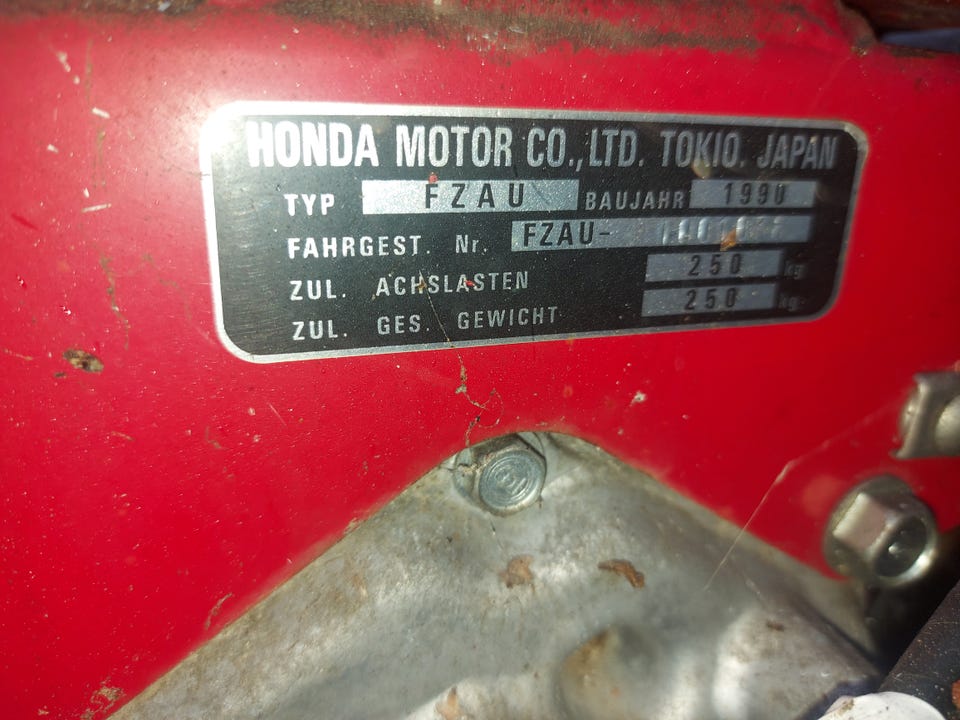 HONDA MOTOR CO., LTD. TOKIO. JAPAN
TYP FZAU BAUJAHR 1990
FAHRGEST. Nr. FZAU-
ZUL. ACHSLASTEN 250 kg
ZUL. GES. GEWICHT 250 kg